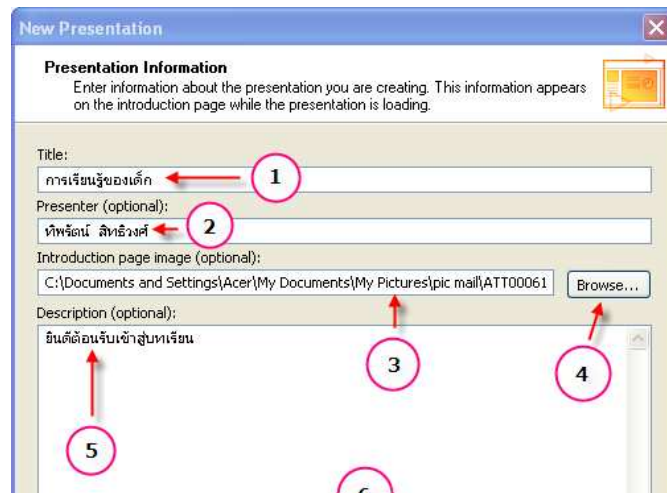 New Presentation
Presentation Information
Enter information about the presentation you are creating. This information appears
on the introduction page while the presentation is loading.
Title:
การเรียนรู้ของเด็ก
1
Presenter (optional):
ทิพรัตน์ สิทธิวงศ์
2
Introduction page image (optional):
C:\Documents and Settings\Acer\My Documents\My Pictures\pic mail\ATT00061
Browse...
Description (optional):
ยินดีต้อนรับเข้าสู่บทเรียน
3
4
5
6